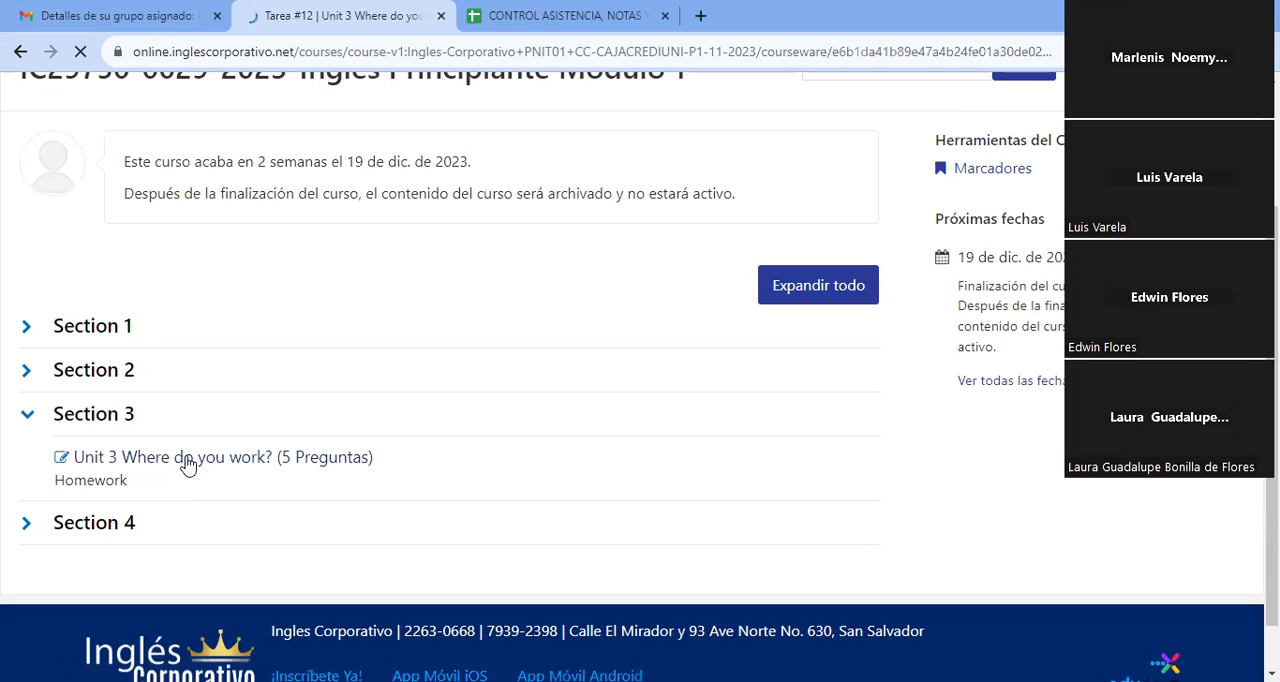 Detalles de su grupo asignado:
Tarea #12 | Unit 3 Where do you
CONTROL ASISTENCIA, NOTAS
online.inglescorporativo.net/courses/course-v1:Ingles-Corporativo+PNIT01+CC-CAJACREDIUNI-P1-11-2023/courseware/e6b1da41b89e47a4b24fe01a30de02...
IC29730-0029-2023-Inglés Principiante Módulo 1
Este curso acaba en 2 semanas el 19 de dic. de 2023.
Después de la finalización del curso, el contenido del curso será archivado y no estará activo.
Expandir todo
Section 1
Section 2
Section 3
Unit 3 Where do you work? (5 Preguntas)
Homework
Section 4
Herramientas del C
Marcadores
Próximas fechas
19 de dic. de 20
Finalización del cu
Después de la fina
contenido del curs
activo.
Ver todas las fecha
Marlenis Noemy...
Luis Varela
Luis Varela
Edwin Flores
Edwin Flores
Laura Guadalupe...
Laura Guadalupe Bonilla de Flores
Inglés
Corporativo
Ingles Corporativo | 2263-0668 | 7939-2398 | Calle El Mirador y 93 Ave Norte No. 630, San Salvador
¡Inscríbete Ya! App Móvil iOS App Móvil Android